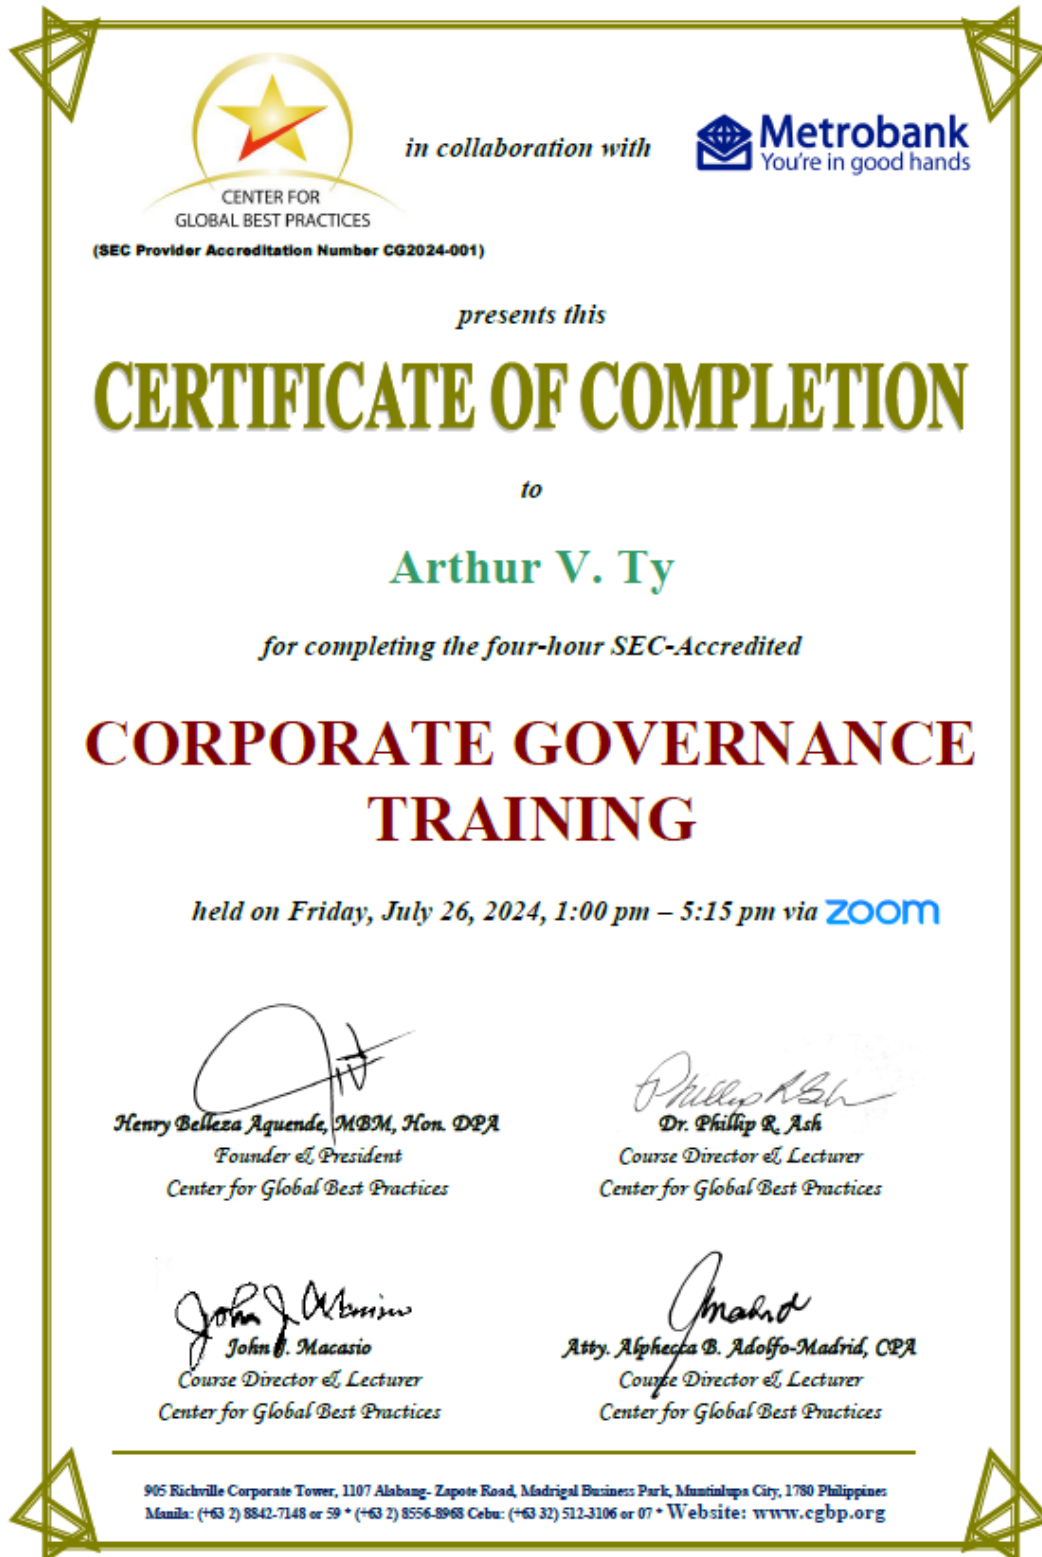 in collaboration with
Metrobank
You're in good hands
CENTER FOR
GLOBAL BEST PRACTICES
(SEC Provider Accreditation Number CG2024-001)
presents this
CERTIFICATE OF COMPLETION
to
Arthur V. Ty
for completing the four-hour SEC-Accredited
CORPORATE GOVERNANCE
TRAINING
held on Friday, July 26, 2024, 1:00 pm – 5:15 pm via zoom
Henry Belleza Aquende, MBM, Hon. DPA
Founder & President
Center for Global Best Practices
Phillip R Ash
Dr. Phillip R. Ash
Course Director & Lecturer
Center for Global Best Practices
John J. Macasio
John J. Macasio
Course Director & Lecturer
Center for Global Best Practices
Atty. Alphecca B. Adolfo-Madrid, CPA
Course Director & Lecturer
Center for Global Best Practices
905 Richville Corporate Tower, 1107 Alabang- Zapote Road, Madrigal Business Park, Muntinlupa City, 1780 Philippines
Manila: (+63 2) 8842-7148 or 59 * (+63 2) 8556-8968 Cebu: (+63 32) 512-3106 or 07 * Website: www.cgbp.org